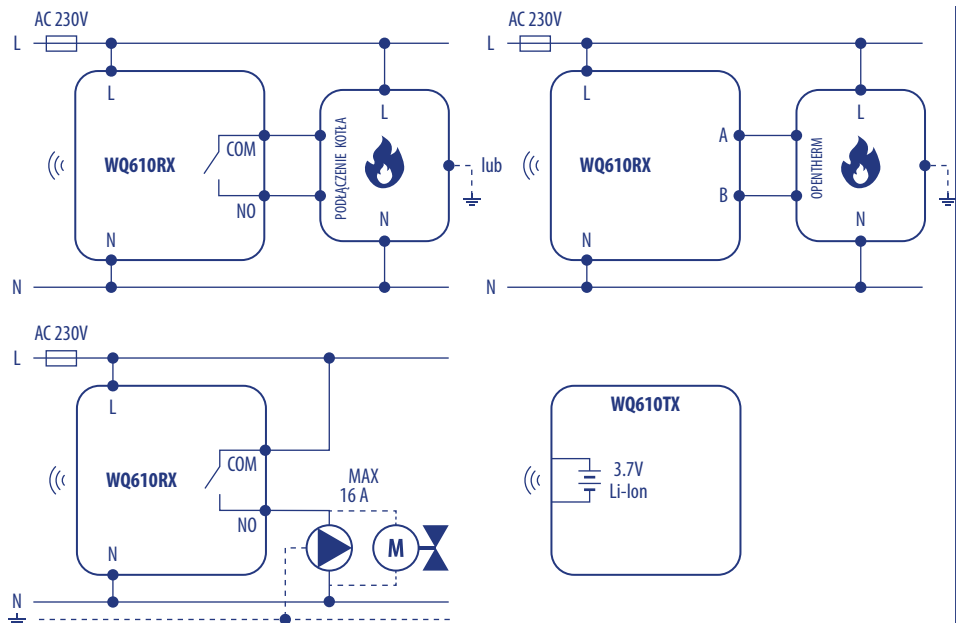 AC 230V
L
L
WQ610RX
COM
NO
N
N
PODŁĄCZENIE KOTŁA
L
N
lub
AC 230V
L
L
WQ610RX
A
B
N
N
OPENTHERM
L
N
AC 230V
L
L
WQ610RX
COM
NO
N
N
MAX
16 A
M
WQ610TX
3.7V
Li-Ion